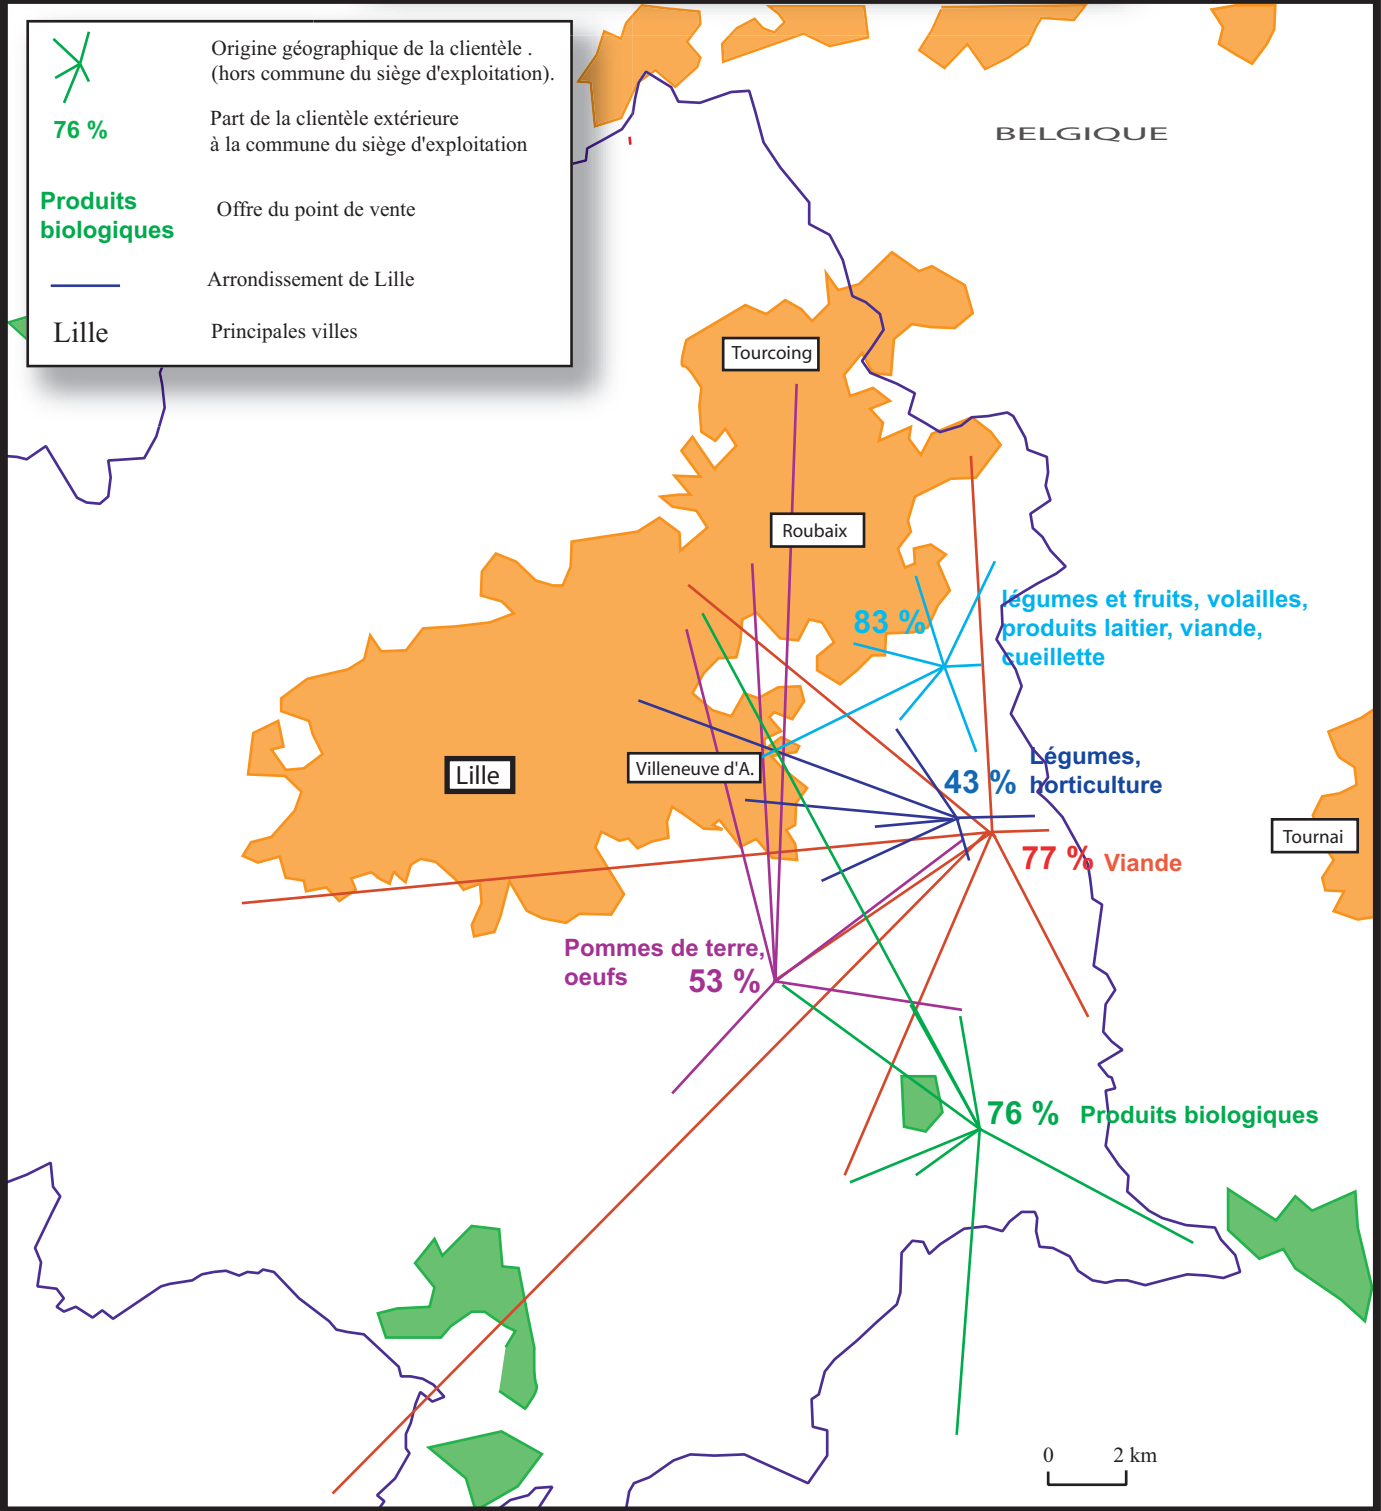 Origine géographique de la clientèle .
(hors commune du siège d'exploitation).
76 %
Part de la clientèle extérieure
à la commune du siège d'exploitation
Produits
biologiques
Offre du point de vente
Arrondissement de Lille
Lille
Principales villes
BELGIQUE
Tourcoing
Roubaix
83 %
légumes et fruits, volailles,
produits laitier, viande,
cueillette
Lille
Villeneuve d'A.
43 %
Légumes,
horticulture
Tournai
77 % Viande
Pommes de terre,
oeufs
53 %
76 %
Produits biologiques
0 2 km